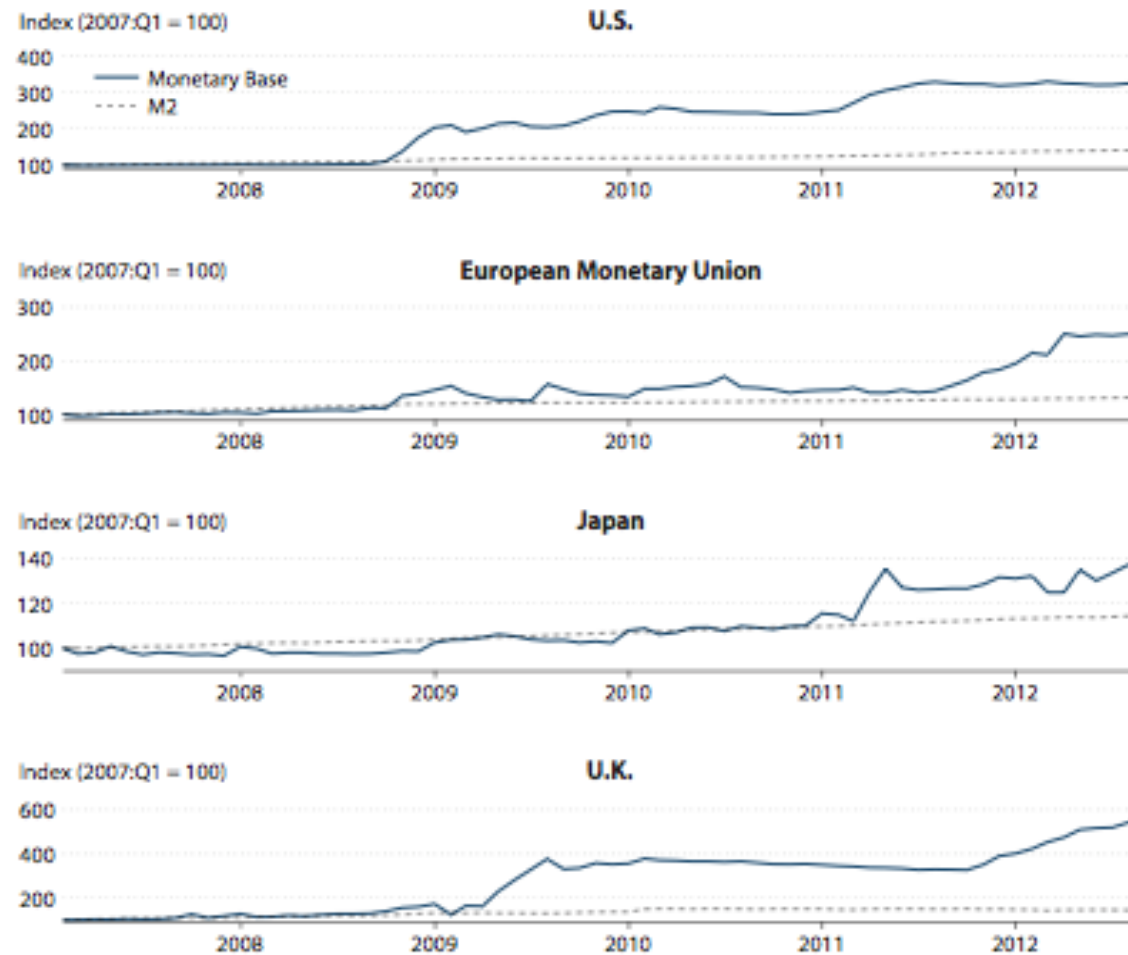 Index (2007:Q1 = 100)
U.S.
400
Monetary Base
300
M2
200
100
2008 2009 2010 2011 2012
Index (2007:Q1 = 100)
European Monetary Union
300
200
100
2008 2009 2010 2011 2012
Index (2007:Q1 = 100)
Japan
140
120
100
2008 2009 2010 2011 2012
Index (2007:Q1 = 100)
U.K.
600
400
200
2008 2009 2010 2011 2012